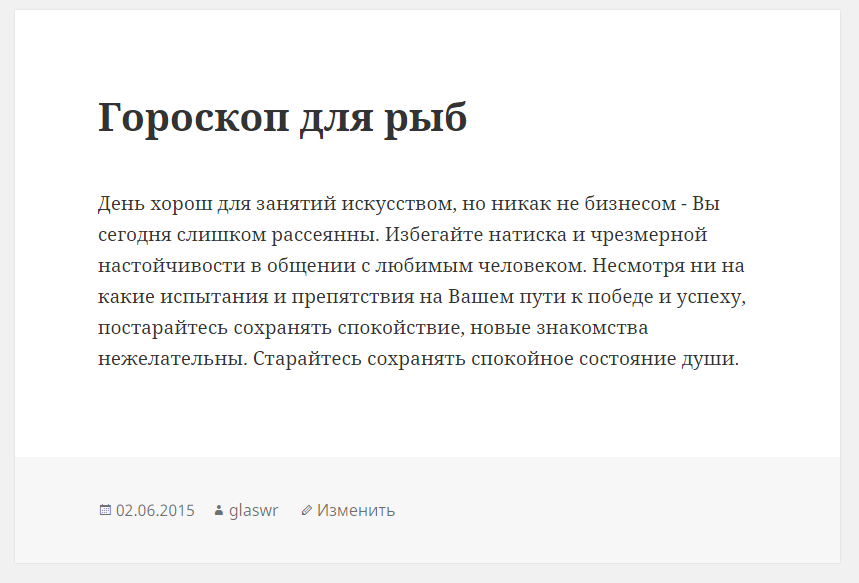 Гороскоп для рыб
День хорош для занятий искусством, но никак не бизнесом - Вы
сегодня слишком рассеянны. Избегайте натиска и чрезмерной
настойчивости в общении с любимым человеком. Несмотря ни на
какие испытания и препятствия на Вашем пути к победе и успеху,
постарайтесь сохранять спокойствие, новые знакомства
нежелательны. Старайтесь сохранять спокойное состояние души.
02.06.2015 glaswr Изменить